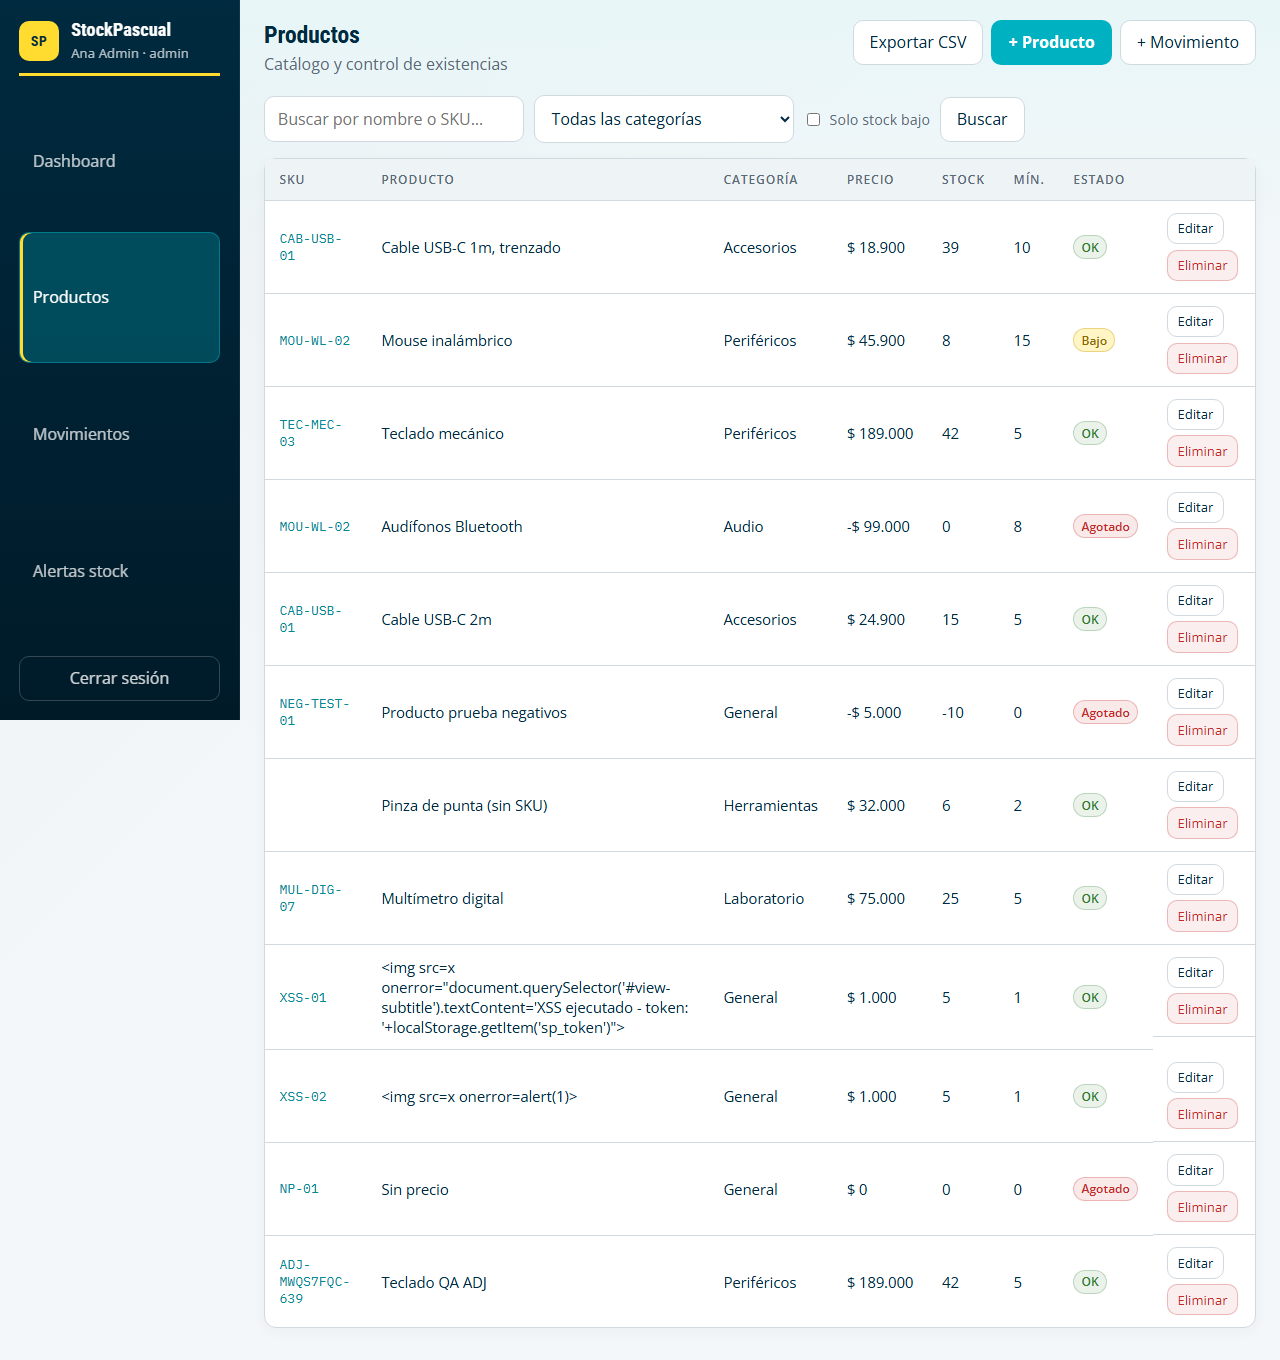 SP
StockPascual
Ana Admin · admin
Dashboard
Productos
Movimientos
Alertas stock
Cerrar sesión
Productos
Catálogo y control de existencias
Exportar CSV
+ Producto
+ Movimiento
Buscar por nombre o SKU...
Todas las categorías
Solo stock bajo
Buscar
SKU PRODUCTO CATEGORÍA PRECIO STOCK MÍN. ESTADO
CAB-USB-
01
Cable USB-C 1m, trenzado Accesorios $ 18.900 39 10 OK
Editar
Eliminar
MOU-WL-02 Mouse inalámbrico Periféricos $ 45.900 8 15 Bajo
Editar
Eliminar
TEC-MEC-
03
Teclado mecánico Periféricos $ 189.000 42 5 OK
Editar
Eliminar
MOU-WL-02 Audífonos Bluetooth Audio -$ 99.000 0 8 Agotado
Editar
Eliminar
CAB-USB-
01
Cable USB-C 2m Accesorios $ 24.900 15 5 OK
Editar
Eliminar
NEG-TEST-
01
Producto prueba negativos General -$ 5.000 -10 0 Agotado
Editar
Eliminar
Pinza de punta (sin SKU) Herramientas $ 32.000 6 2 OK
Editar
Eliminar
MUL-DIG-
07
Multímetro digital Laboratorio $ 75.000 25 5 OK
Editar
Eliminar
XSS-01
<img src=x
onerror="document.querySelector('#view-
subtitle').textContent='XSS ejecutado - token:
'+localStorage.getItem('sp_token')">
General $ 1.000 5 1 OK
Editar
Eliminar
XSS-02 <img src=x onerror=alert(1)> General $ 1.000 5 1 OK
Editar
Eliminar
NP-01 Sin precio General $ 0 0 0 Agotado
Editar
Eliminar
ADJ-
MWQS7FQC-
639
Teclado QA ADJ Periféricos $ 189.000 42 5 OK
Editar
Eliminar